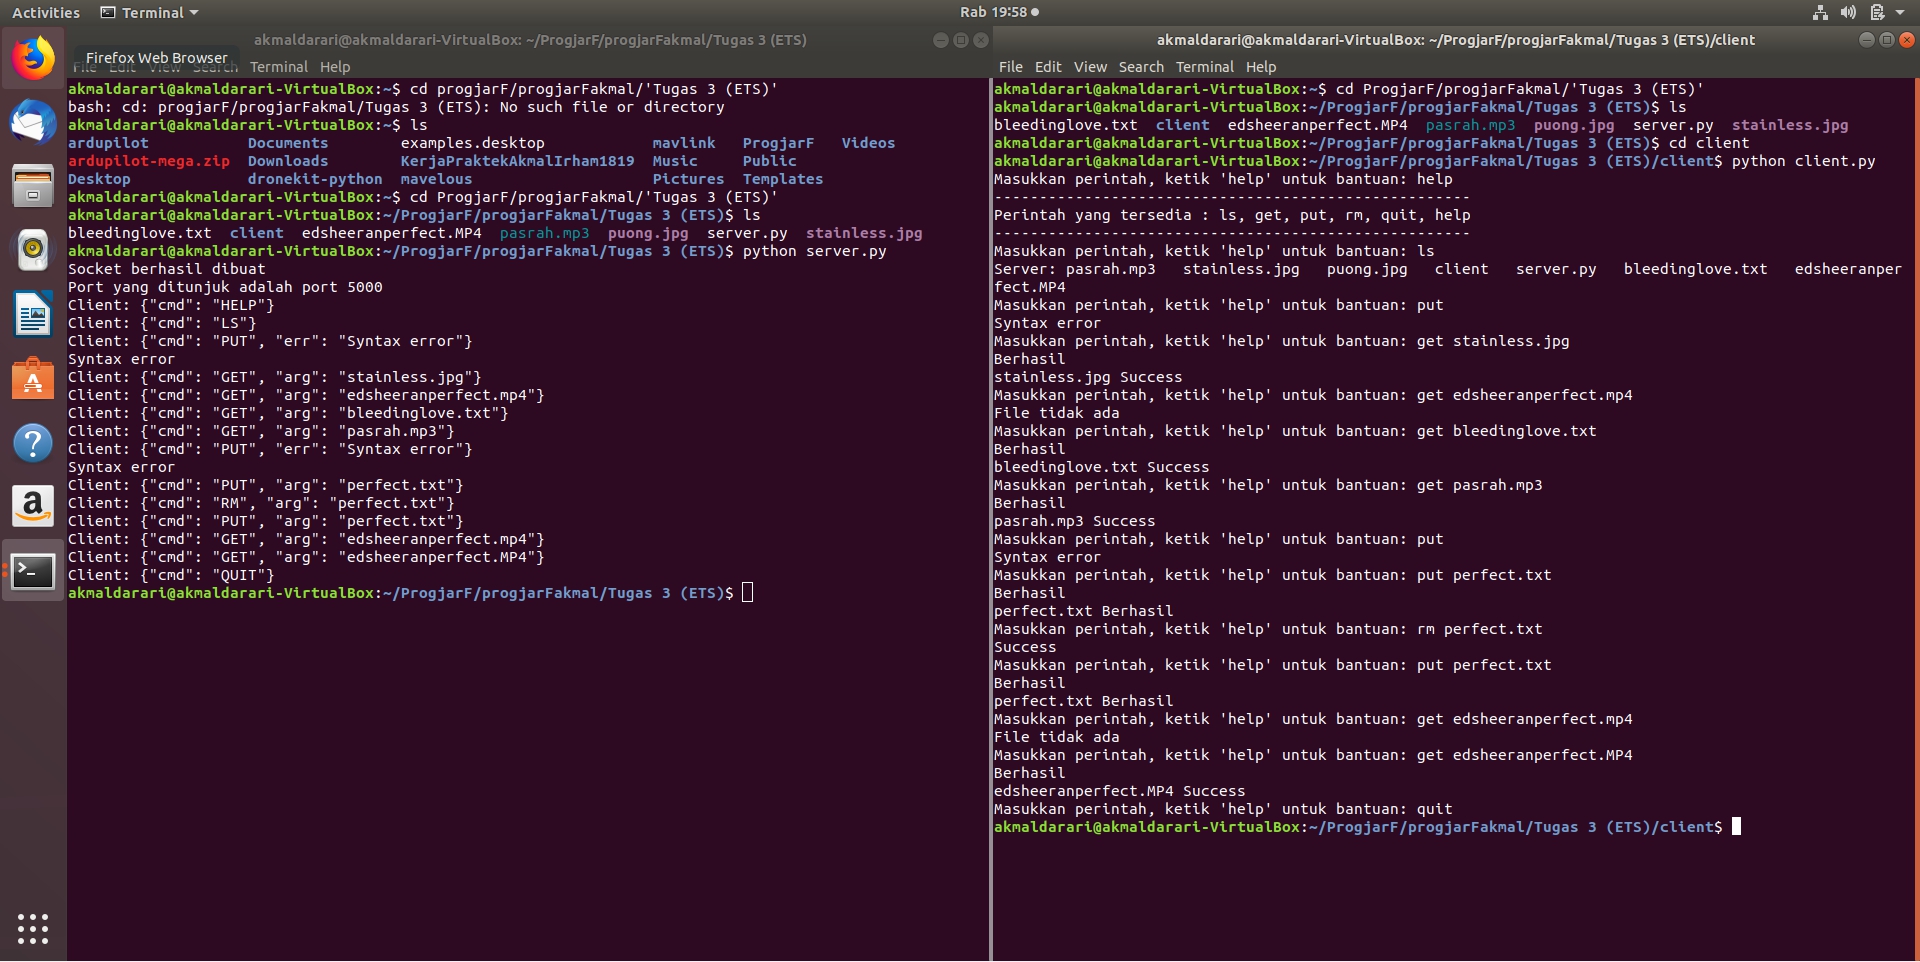 Activities Terminal Rab 19:58
akmaldarari@akmaldarari-VirtualBox: ~/ProgjarF/progjarFakmal/Tugas 3 (ETS)
Firefox Web Browser
File Edit View Search Terminal Help
akmaldarari@akmaldarari-VirtualBox:~$ cd progjarF/progjarFakmal/'Tugas 3 (ETS)'
bash: cd: progjarF/progjarFakmal/Tugas 3 (ETS): No such file or directory
akmaldarari@akmaldarari-VirtualBox:~$ ls
ardupilot Documents examples.desktop mavlink ProgjarF Videos
ardupilot-mega.zip Downloads KerjaPraktekAkmalIrham1819 Music Public
Desktop dronekit-python mavelous Pictures Templates
akmaldarari@akmaldarari-VirtualBox:~$ cd ProgjarF/progjarFakmal/'Tugas 3 (ETS)'
akmaldarari@akmaldarari-VirtualBox:~/ProgjarF/progjarFakmal/Tugas 3 (ETS)$ ls
bleedinglove.txt client edsheeranperfect.MP4 pasrah.mp3 puong.jpg server.py stainless.jpg
akmaldarari@akmaldarari-VirtualBox:~/ProgjarF/progjarFakmal/Tugas 3 (ETS)$ python server.py
Socket berhasil dibuat
Port yang ditunjuk adalah port 5000
Client: {"cmd": "HELP"}
Client: {"cmd": "LS"}
Client: {"cmd": "PUT", "err": "Syntax error"}
Syntax error
Client: {"cmd": "GET", "arg": "stainless.jpg"}
Client: {"cmd": "GET", "arg": "edsheeranperfect.mp4"}
Client: {"cmd": "GET", "arg": "bleedinglove.txt"}
Client: {"cmd": "GET", "arg": "pasrah.mp3"}
Client: {"cmd": "PUT", "err": "Syntax error"}
Syntax error
Client: {"cmd": "PUT", "arg": "perfect.txt"}
Client: {"cmd": "RM", "arg": "perfect.txt"}
Client: {"cmd": "PUT", "arg": "perfect.txt"}
Client: {"cmd": "GET", "arg": "edsheeranperfect.mp4"}
Client: {"cmd": "GET", "arg": "edsheeranperfect.MP4"}
Client: {"cmd": "QUIT"}
akmaldarari@akmaldarari-VirtualBox:~/ProgjarF/progjarFakmal/Tugas 3 (ETS)$
akmaldarari@akmaldarari-VirtualBox: ~/ProgjarF/progjarFakmal/Tugas 3 (ETS)/client
File Edit View Search Terminal Help
akmaldarari@akmaldarari-VirtualBox:~$ cd ProgjarF/progjarFakmal/'Tugas 3 (ETS)'
akmaldarari@akmaldarari-VirtualBox:~/ProgjarF/progjarFakmal/Tugas 3 (ETS)$ ls
bleedinglove.txt client edsheeranperfect.MP4 pasrah.mp3 puong.jpg server.py stainless.jpg
akmaldarari@akmaldarari-VirtualBox:~/ProgjarF/progjarFakmal/Tugas 3 (ETS)$ cd client
akmaldarari@akmaldarari-VirtualBox:~/ProgjarF/progjarFakmal/Tugas 3 (ETS)/client$ python client.py
Masukkan perintah, ketik 'help' untuk bantuan: help
-----------------------------------------------------
Perintah yang tersedia : ls, get, put, rm, quit, help
-----------------------------------------------------
Masukkan perintah, ketik 'help' untuk bantuan: ls
Server: pasrah.mp3 stainless.jpg puong.jpg client server.py bleedinglove.txt edsheeranper
fect.MP4
Masukkan perintah, ketik 'help' untuk bantuan: put
Syntax error
Masukkan perintah, ketik 'help' untuk bantuan: get stainless.jpg
Berhasil
stainless.jpg Success
Masukkan perintah, ketik 'help' untuk bantuan: get edsheeranperfect.mp4
File tidak ada
Masukkan perintah, ketik 'help' untuk bantuan: get bleedinglove.txt
Berhasil
bleedinglove.txt Success
Masukkan perintah, ketik 'help' untuk bantuan: get pasrah.mp3
Berhasil
pasrah.mp3 Success
Masukkan perintah, ketik 'help' untuk bantuan: put
Syntax error
Masukkan perintah, ketik 'help' untuk bantuan: put perfect.txt
Berhasil
perfect.txt Berhasil
Masukkan perintah, ketik 'help' untuk bantuan: rm perfect.txt
Success
Masukkan perintah, ketik 'help' untuk bantuan: put perfect.txt
Berhasil
perfect.txt Berhasil
Masukkan perintah, ketik 'help' untuk bantuan: get edsheeranperfect.mp4
File tidak ada
Masukkan perintah, ketik 'help' untuk bantuan: get edsheeranperfect.MP4
Berhasil
edsheeranperfect.MP4 Success
Masukkan perintah, ketik 'help' untuk bantuan: quit
akmaldarari@akmaldarari-VirtualBox:~/ProgjarF/progjarFakmal/Tugas 3 (ETS)/client$